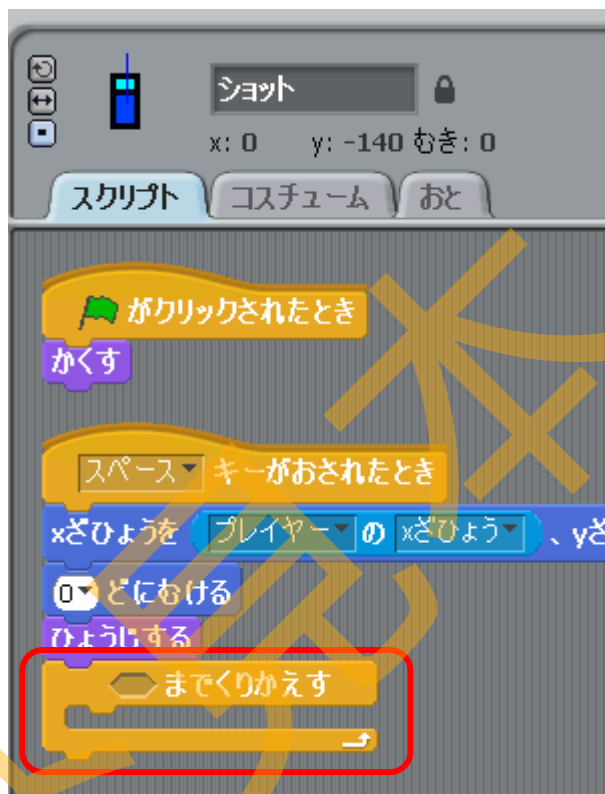 ショット
x: 0 y: -140 むき: 0
スクリプト コスチューム おと
がクリックされたとき
かくす
スペース キーがおされたとき
xざひょうを プレイヤー の xざひょう 、yざ
0 どにむける
ひょうじする
までくりかえす